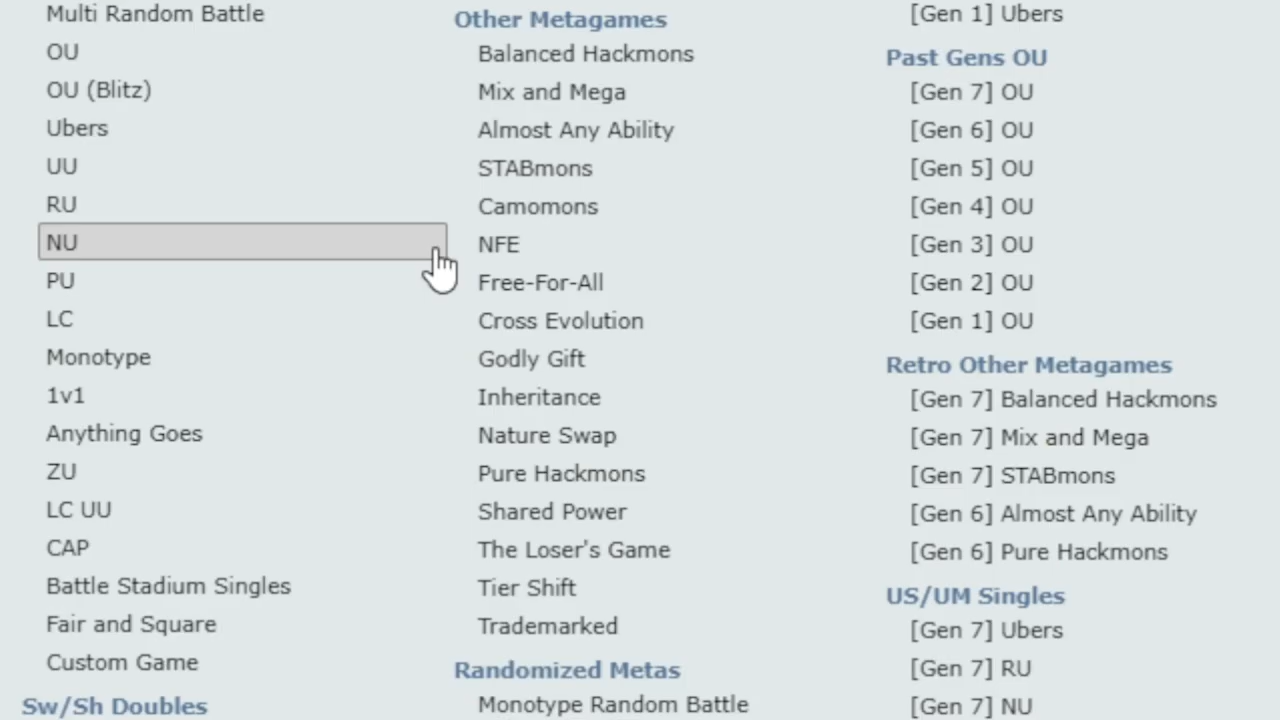 Multi Random Battle
OU
OU (Blitz)
Ubers
UU
RU
NU
PU
LC
Monotype
1v1
Anything Goes
ZU
LC UU
CAP
Battle Stadium Singles
Fair and Square
Custom Game
Sw/Sh Doubles
Other Metagames
Balanced Hackmons
Mix and Mega
Almost Any Ability
STABmons
Camomons
NFE
Free-For-All
Cross Evolution
Godly Gift
Inheritance
Nature Swap
Pure Hackmons
Shared Power
The Loser's Game
Tier Shift
Trademarked
Randomized Metas
Monotype Random Battle
[Gen 1] Ubers
Past Gens OU
[Gen 7] OU
[Gen 6] OU
[Gen 5] OU
[Gen 4] OU
[Gen 3] OU
[Gen 2] OU
[Gen 1] OU
Retro Other Metagames
[Gen 7] Balanced Hackmons
[Gen 7] Mix and Mega
[Gen 7] STABmons
[Gen 6] Almost Any Ability
[Gen 6] Pure Hackmons
US/UM Singles
[Gen 7] Ubers
[Gen 7] RU
[Gen 7] NU